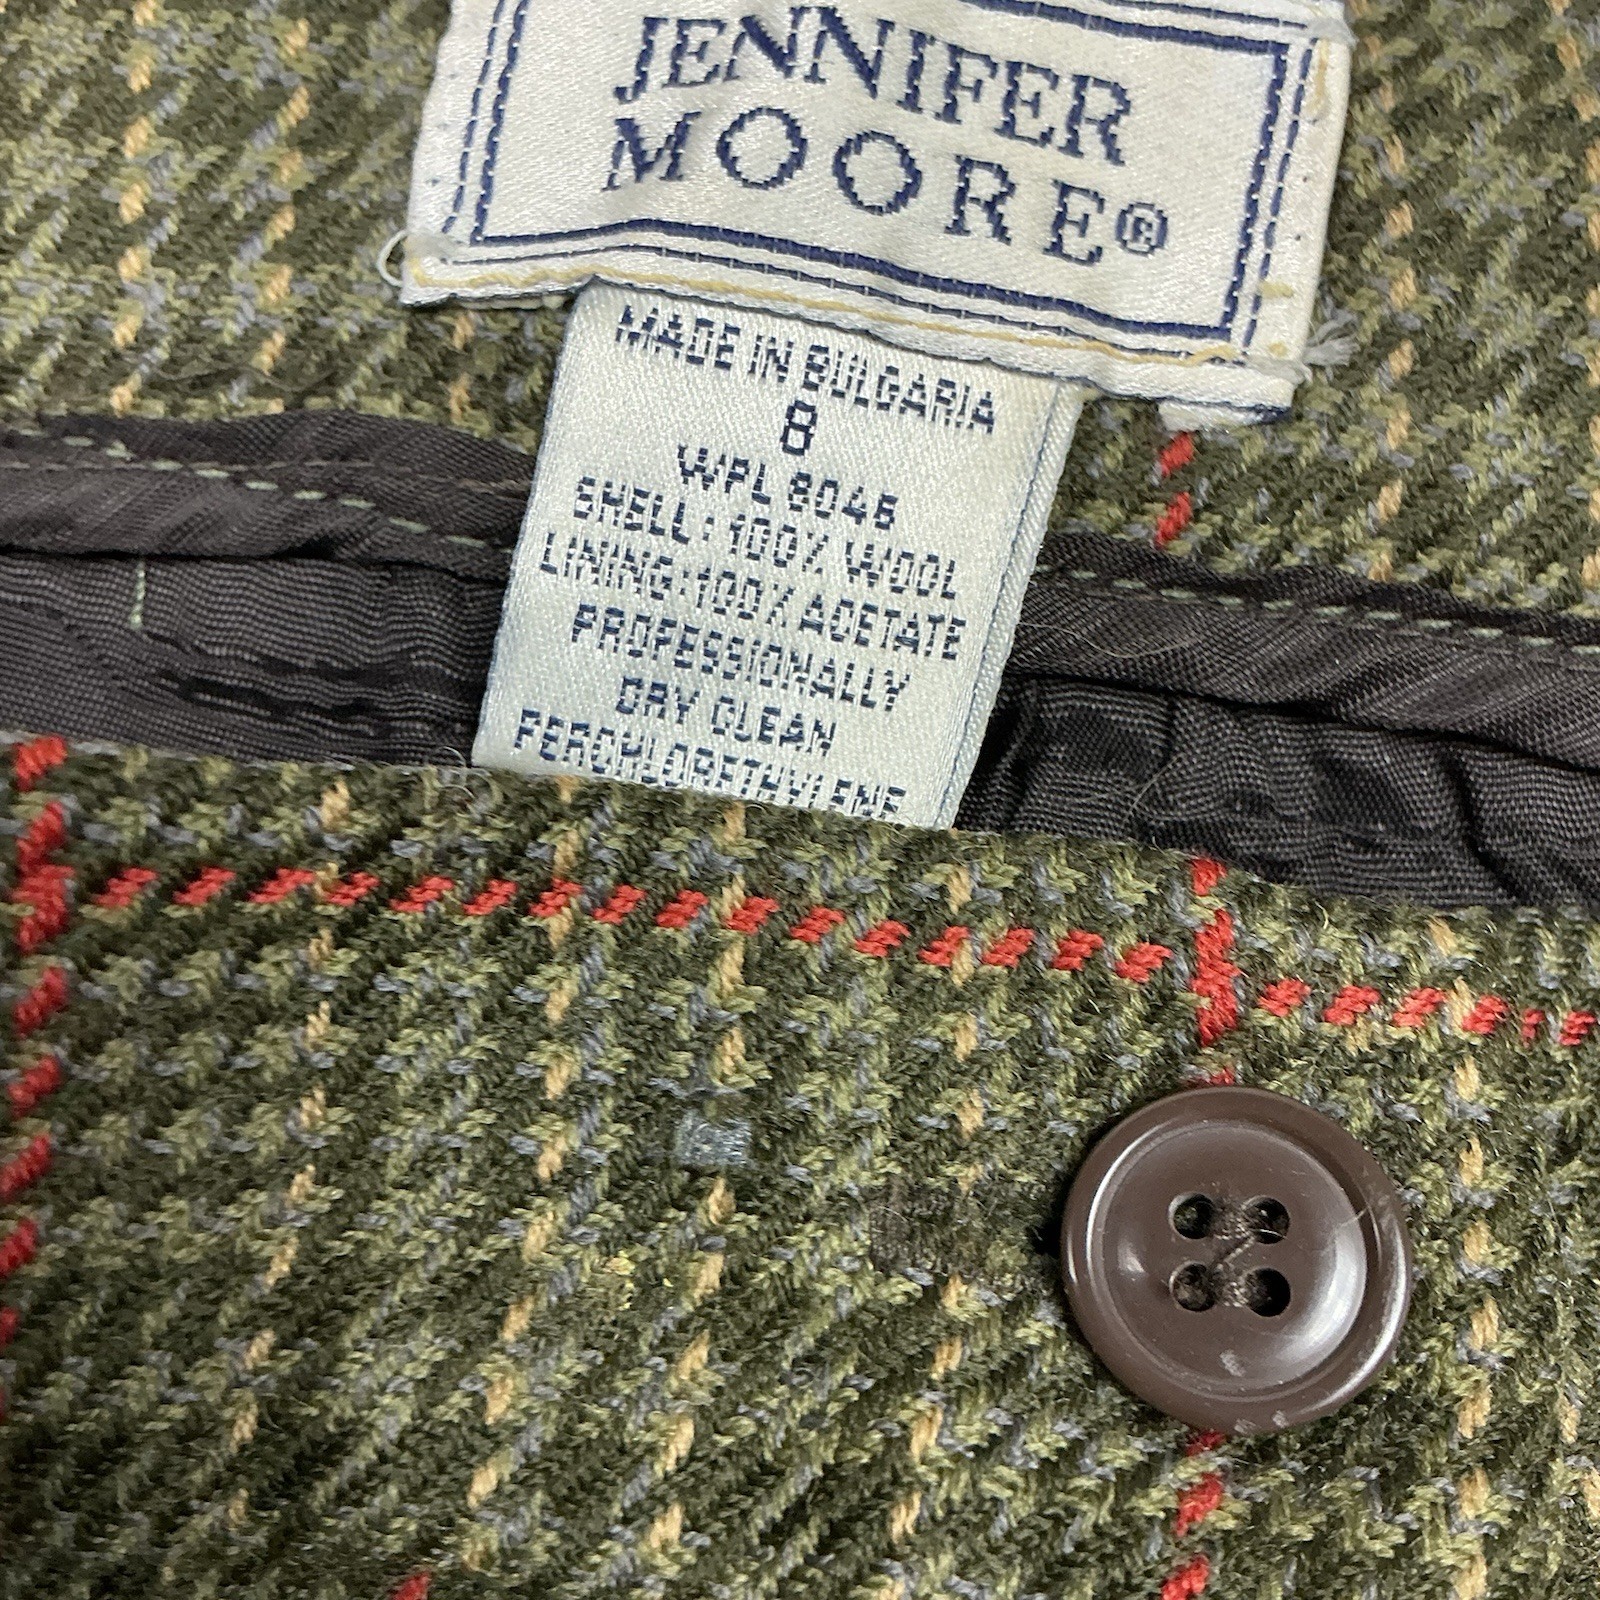 JENNIFER
MOORE®
MADE IN BULGARIA
8
WPL 8046
SHELL: 100% WOOL
LINING: 100% ACETATE
PROFESSIONALLY
DRY CLEAN
PERCHLORETHYLENE